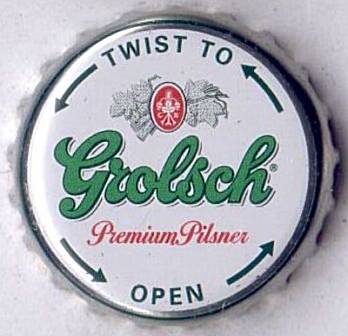 TWIST TO
Grolsch®
Premium Pilsner
OPEN